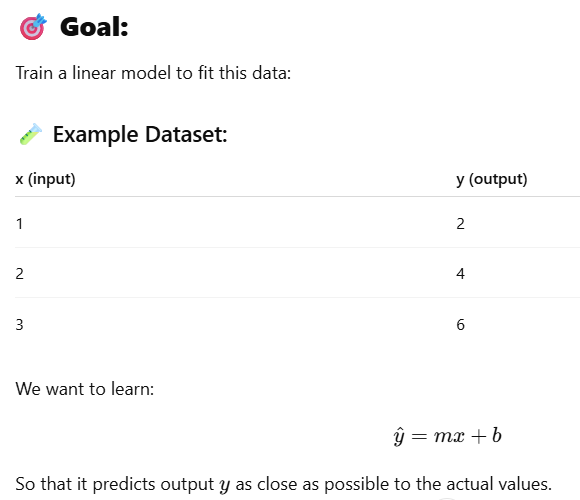 🎯 Goal:
Train a linear model to fit this data:
🧪 Example Dataset:
x (input) y (output)
1 2
2 4
3 6
We want to learn:
ŷ = mx + b
So that it predicts output y as close as possible to the actual values.